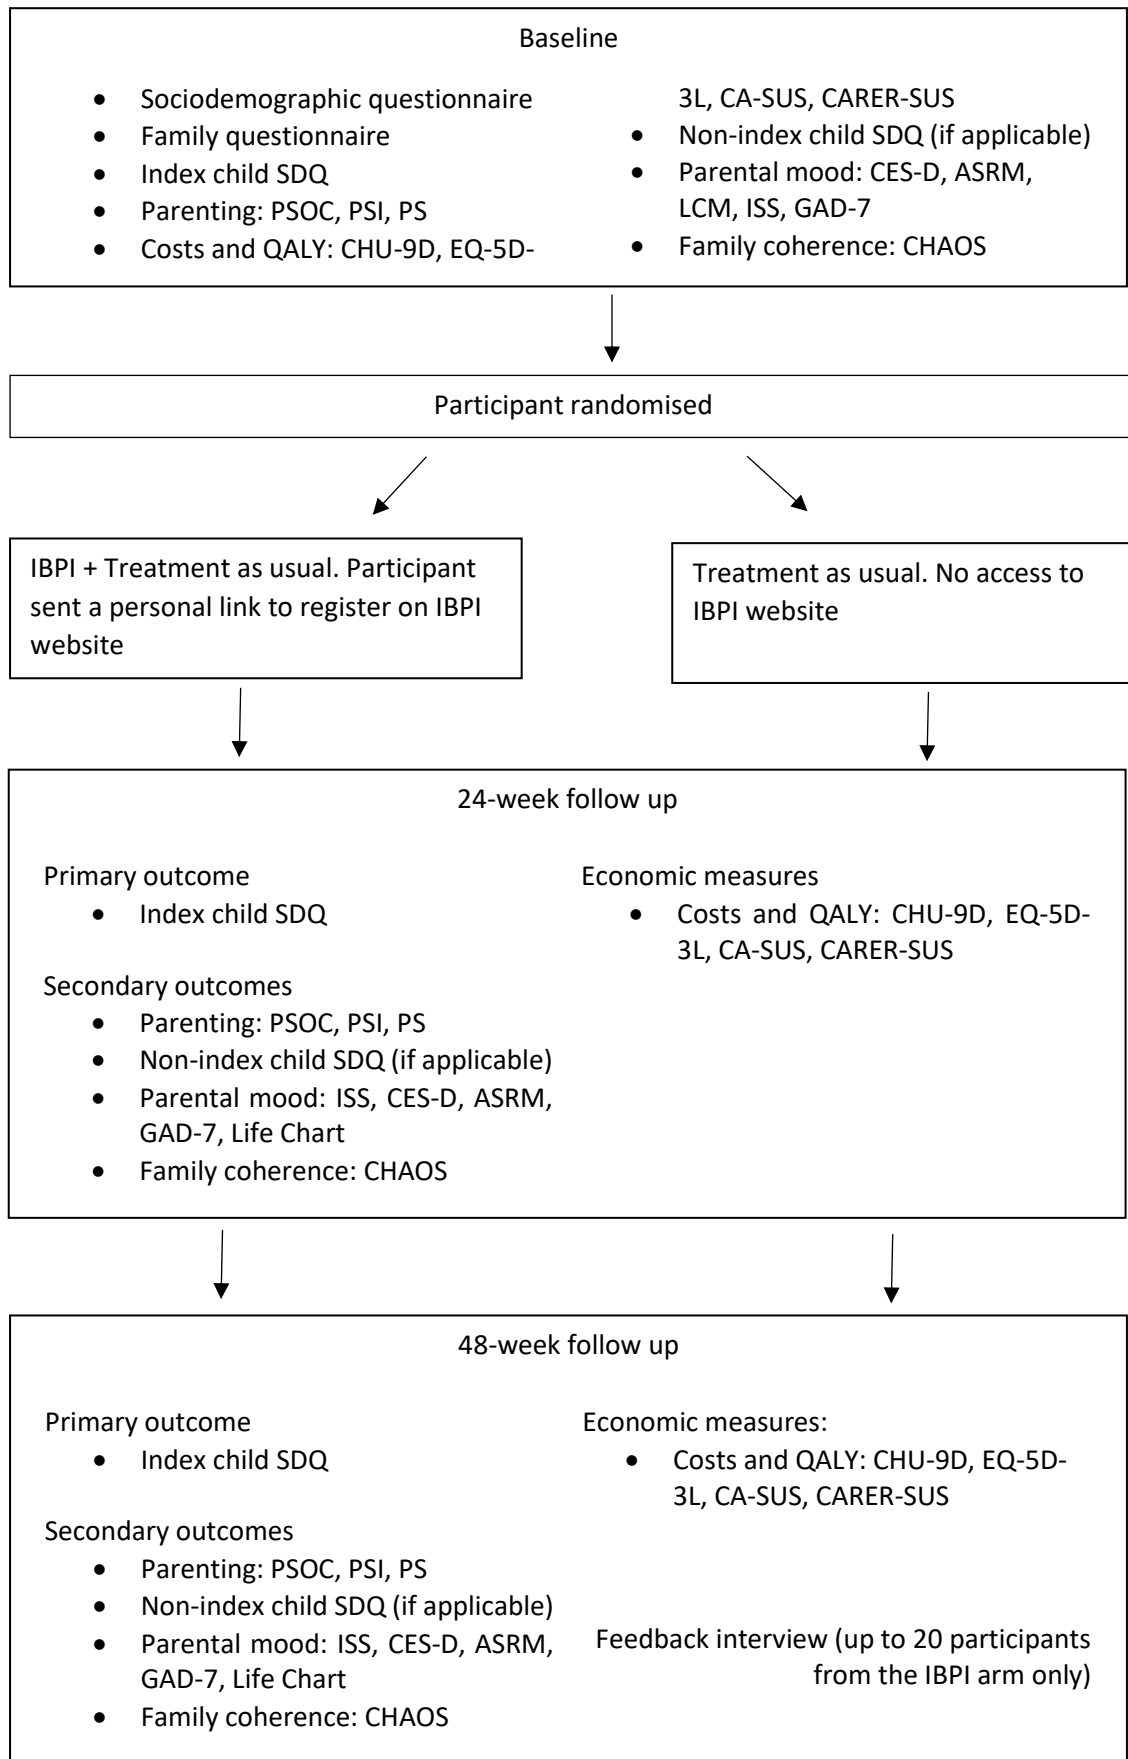 Baseline
• Sociodemographic questionnaire
• Family questionnaire
• Index child SDQ
• Parenting: PSOC, PSI, PS
• Costs and QALY: CHU-9D, EQ-5D-
3L, CA-SUS, CARER-SUS
• Non-index child SDQ (if applicable)
• Parental mood: CES-D, ASRM,
LCM, ISS, GAD-7
• Family coherence: CHAOS
Participant randomised
IBPI + Treatment as usual. Participant
sent a personal link to register on IBPI
website
Treatment as usual. No access to
IBPI website
24-week follow up
Primary outcome
• Index child SDQ
Secondary outcomes
• Parenting: PSOC, PSI, PS
• Non-index child SDQ (if applicable)
• Parental mood: ISS, CES-D, ASRM,
GAD-7, Life Chart
• Family coherence: CHAOS
Economic measures
• Costs and QALY: CHU-9D, EQ-5D-
3L, CA-SUS, CARER-SUS
48-week follow up
Primary outcome
• Index child SDQ
Secondary outcomes
• Parenting: PSOC, PSI, PS
• Non-index child SDQ (if applicable)
• Parental mood: ISS, CES-D, ASRM,
GAD-7, Life Chart
• Family coherence: CHAOS
Economic measures:
• Costs and QALY: CHU-9D, EQ-5D-
3L, CA-SUS, CARER-SUS
Feedback interview (up to 20 participants
from the IBPI arm only)